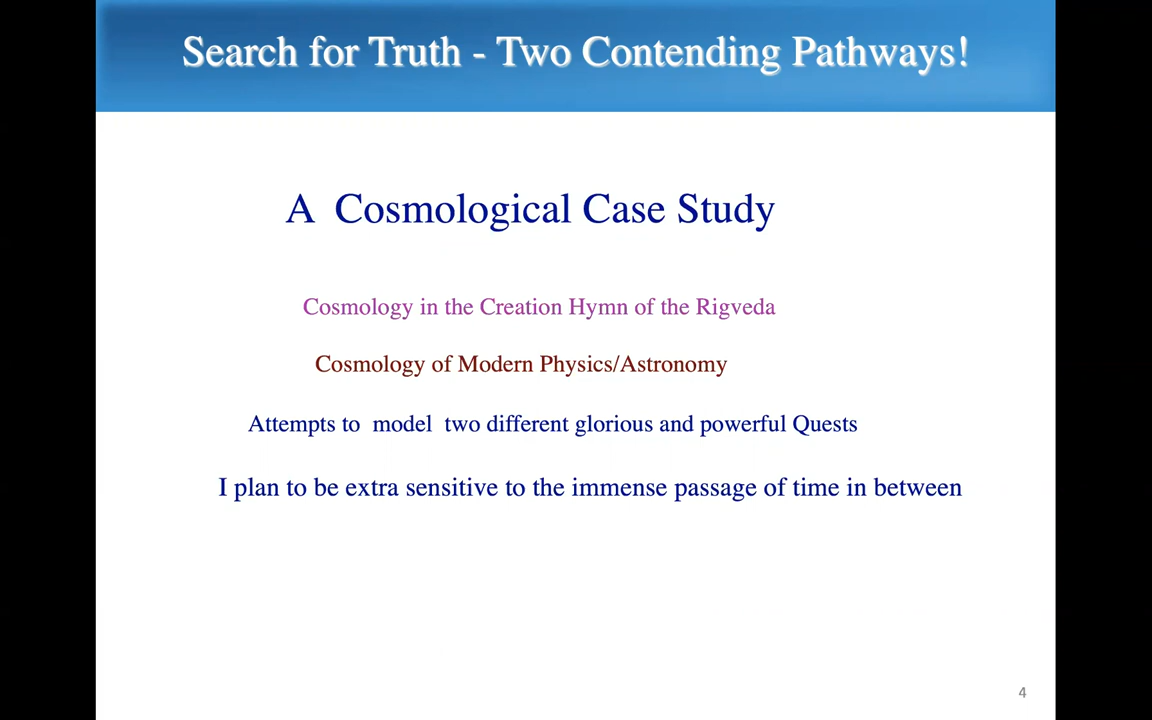 Search for Truth - Two Contending Pathways!
A Cosmological Case Study
Cosmology in the Creation Hymn of the Rigveda
Cosmology of Modern Physics/Astronomy
Attempts to model two different glorious and powerful Quests
I plan to be extra sensitive to the immense passage of time in between
4